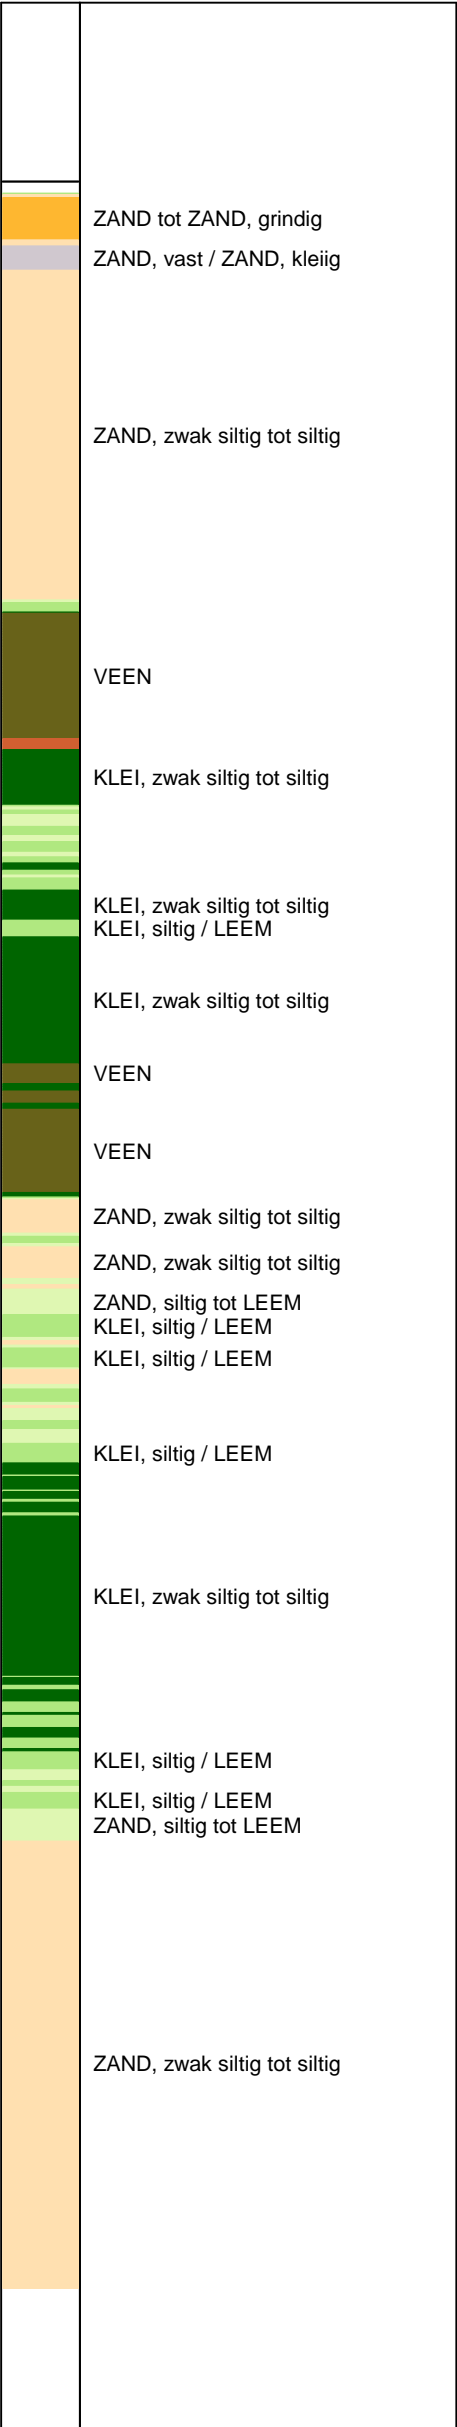 ZAND tot ZAND, grindig
ZAND, vast / ZAND, kleiig
ZAND, zwak siltig tot siltig
VEEN
KLEI, zwak siltig tot siltig
KLEI, zwak siltig tot siltig
KLEI, siltig / LEEM
KLEI, zwak siltig tot siltig
VEEN
VEEN
ZAND, zwak siltig tot siltig
ZAND, zwak siltig tot siltig
ZAND, siltig tot LEEM
KLEI, siltig / LEEM
KLEI, siltig / LEEM
KLEI, siltig / LEEM
KLEI, zwak siltig tot siltig
KLEI, siltig / LEEM
KLEI, siltig / LEEM
ZAND, siltig tot LEEM
ZAND, zwak siltig tot siltig